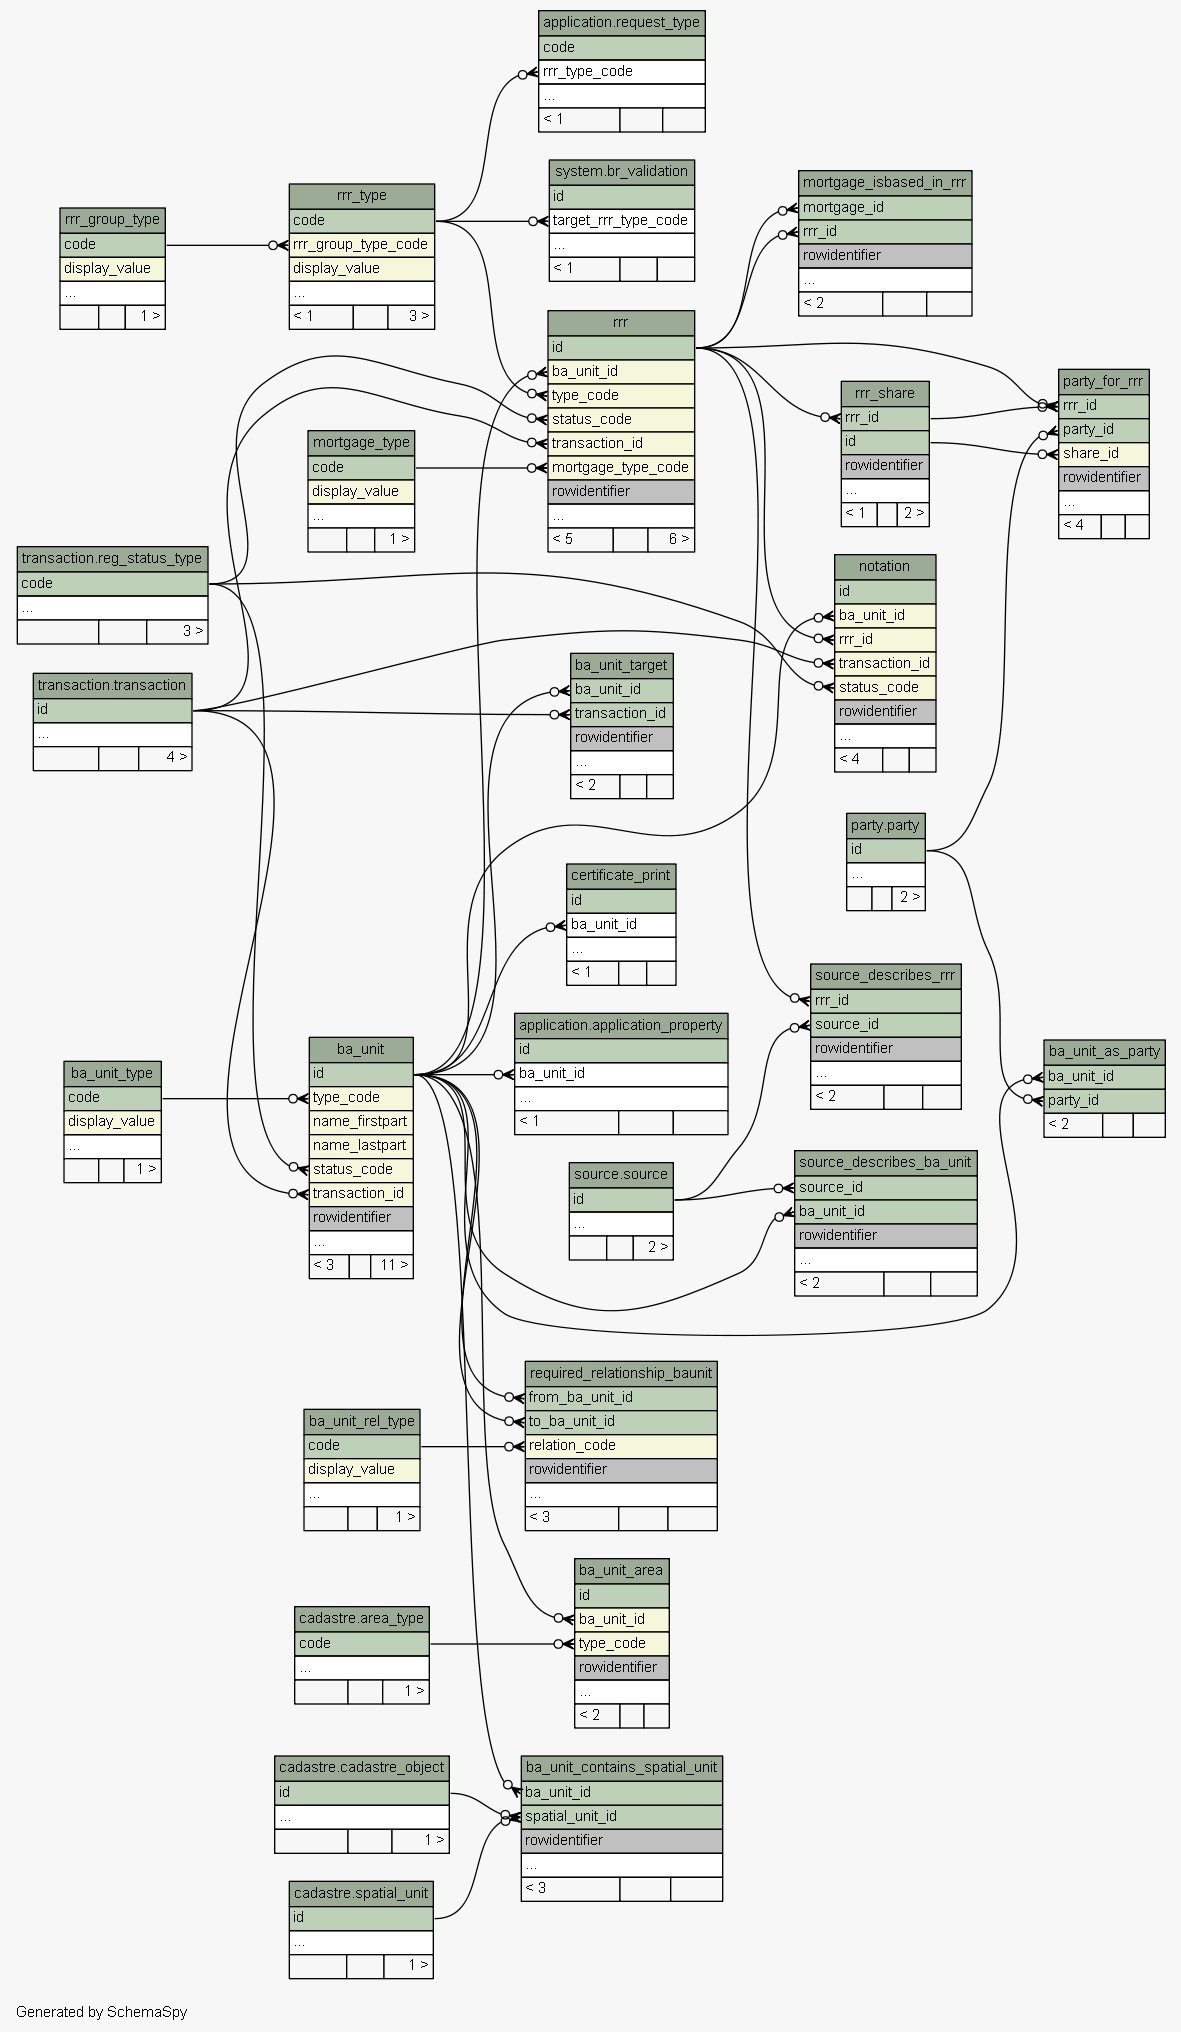 application.request_type
code
rrr_type_code
...
< 1
system.br_validation
id
target_rrr_type_code
...
< 1
mortgage_isbased_in_rrr
mortgage_id
rrr_id
rowidentifier
...
< 2
rrr_type
code
rrr_group_type_code
display_value
...
< 1 3 >
rrr_group_type
code
display_value
...
1 >
rrr
id
ba_unit_id
type_code
status_code
transaction_id
mortgage_type_code
rowidentifier
...
< 5 6 >
party_for_rrr
rrr_id
party_id
share_id
rowidentifier
...
< 4
rrr_share
rrr_id
id
rowidentifier
...
< 1 2 >
mortgage_type
code
display_value
...
1 >
transaction.reg_status_type
code
...
3 >
notation
id
ba_unit_id
rrr_id
transaction_id
status_code
rowidentifier
...
< 4
ba_unit_target
ba_unit_id
transaction_id
rowidentifier
...
< 2
transaction.transaction
id
...
4 >
party.party
id
...
2 >
certificate_print
id
ba_unit_id
...
< 1
source_describes_rrr
rrr_id
source_id
rowidentifier
...
< 2
application.application_property
id
ba_unit_id
...
< 1
ba_unit
id
type_code
name_firstpart
name_lastpart
status_code
transaction_id
rowidentifier
...
< 3 11 >
ba_unit_as_party
ba_unit_id
party_id
< 2
ba_unit_type
code
display_value
...
1 >
source_describes_ba_unit
source_id
ba_unit_id
rowidentifier
...
< 2
source.source
id
...
2 >
required_relationship_baunit
from_ba_unit_id
to_ba_unit_id
relation_code
rowidentifier
...
< 3
ba_unit_rel_type
code
display_value
...
1 >
ba_unit_area
id
ba_unit_id
type_code
rowidentifier
...
< 2
cadastre.area_type
code
...
1 >
cadastre.cadastre_object
id
...
1 >
ba_unit_contains_spatial_unit
ba_unit_id
spatial_unit_id
rowidentifier
...
< 3
cadastre.spatial_unit
id
...
1 >
Generated by SchemaSpy